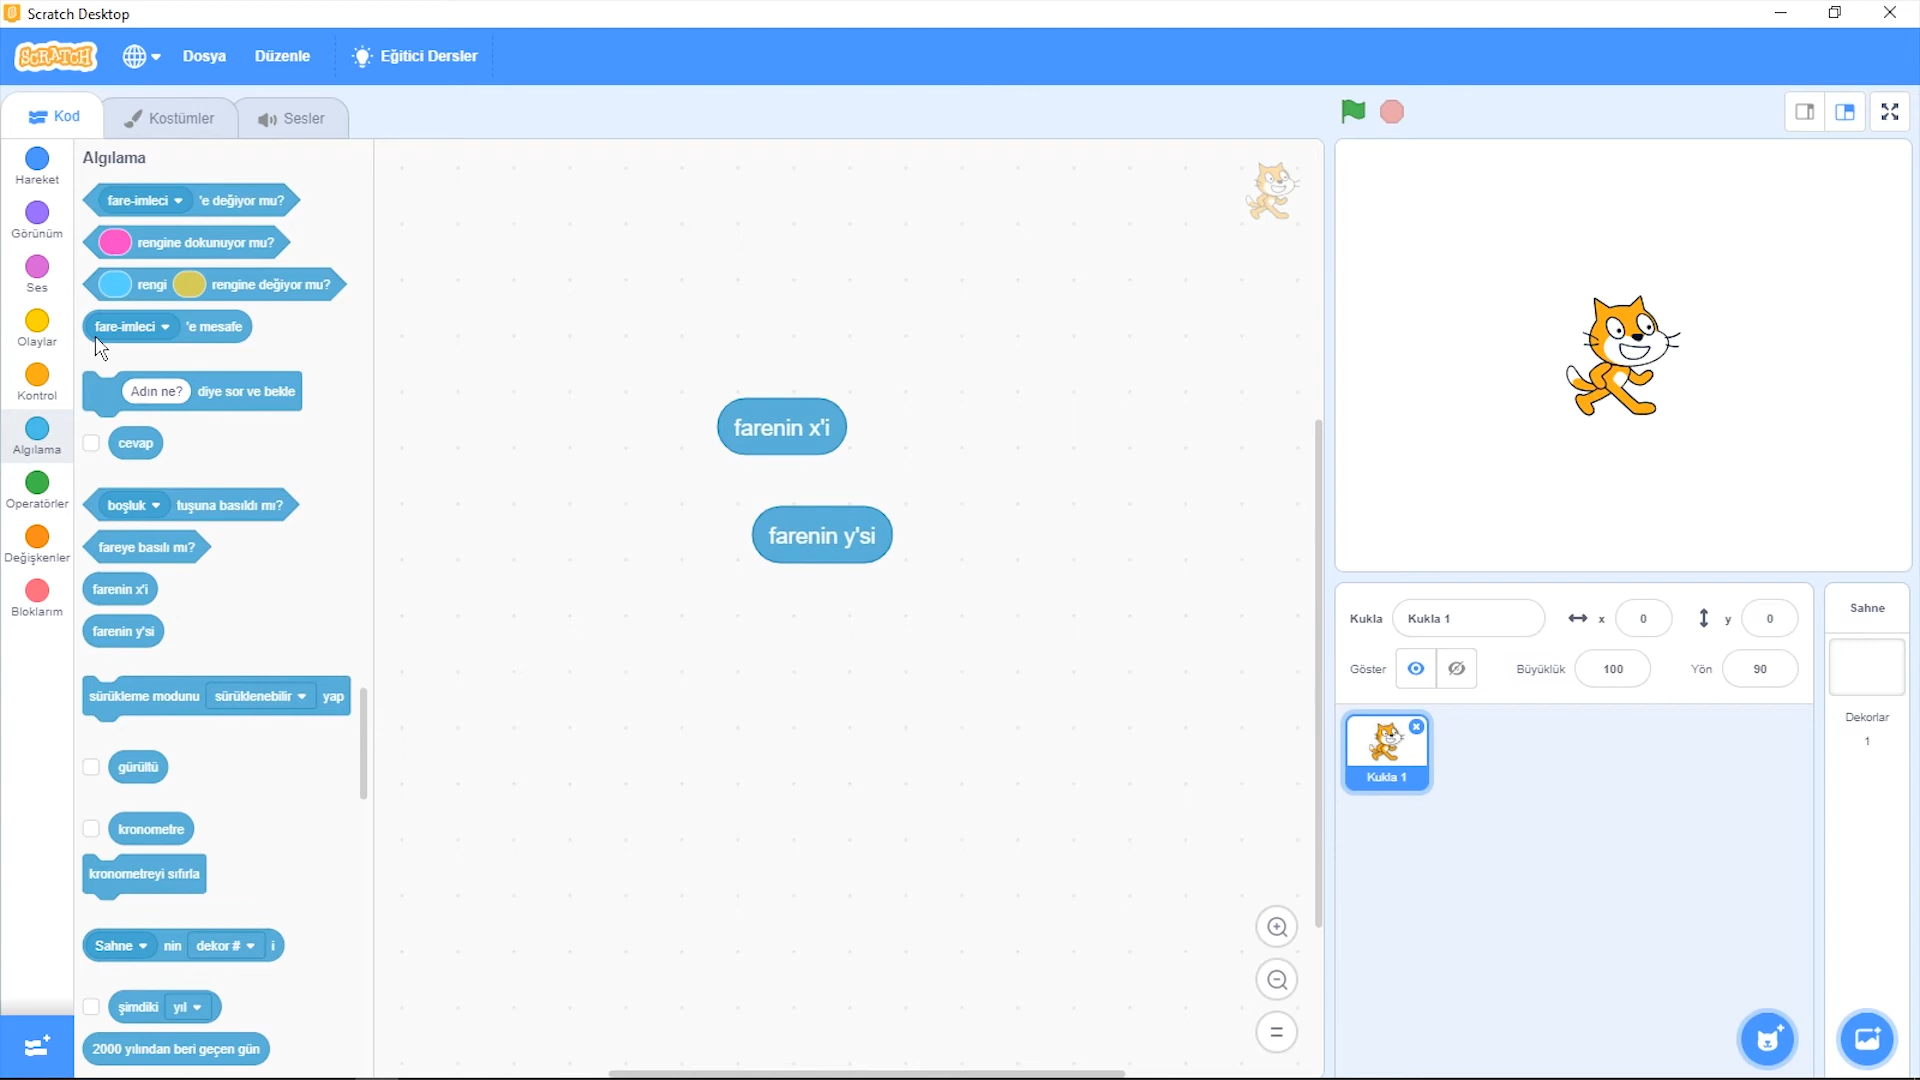 Scratch Desktop
SCRATCH
Dosya
Düzenle
Eğitici Dersler
Kod
Kostümler
Sesler
Hareket
Görünüm
Ses
Olaylar
Kontrol
Algılama
Operatörler
Değişkenler
Bloklarım
Algılama
fare-imleci 'e değiyor mu?
rengine dokunuyor mu?
rengi rengine değiyor mu?
fare-imleci 'e mesafe
Adın ne? diye sor ve bekle
cevap
boşluk tuşuna basıldı mı?
fareye basılı mı?
farenin x'i
farenin y'si
sürükleme modunu sürüklenebilir yap
gürültü
kronometre
kronometreyi sıfırla
Sahne nin dekor # i
şimdiki yıl
2000 yılından beri geçen gün
farenin x'i
farenin y'si
Kukla Kukla 1 x 0 y 0
Göster Büyüklük 100 Yön 90
Kukla 1
Sahne
Dekorlar
1